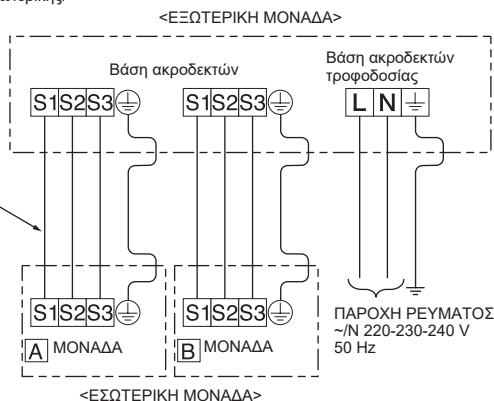 <ΕΞΩΤΕΡΙΚΗ ΜΟΝΑΔΑ>
Βάση ακροδεκτών
Βάση ακροδεκτών
τροφοδοσίας
S1 S2 S3
S1 S2 S3
L N
S1 S2 S3
S1 S2 S3
A ΜΟΝΑΔΑ
B ΜΟΝΑΔΑ
ΠΑΡΟΧΗ ΡΕΥΜΑΤΟΣ
~/N 220-230-240 V
50 Hz
<ΕΣΩΤΕΡΙΚΗ ΜΟΝΑΔΑ>